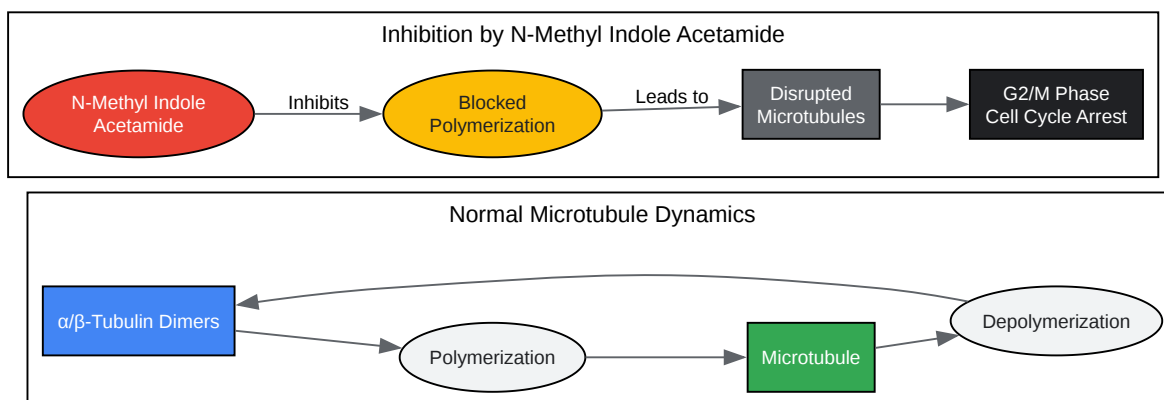 Inhibition by N-Methyl Indole Acetamide
N-Methyl Indole
Acetamide
Inhibits
Blocked
Polymerization
Leads to
Disrupted
Microtubules
G2/M Phase
Cell Cycle Arrest
Normal Microtubule Dynamics
α/β-Tubulin Dimers
Polymerization
Microtubule
Depolymerization